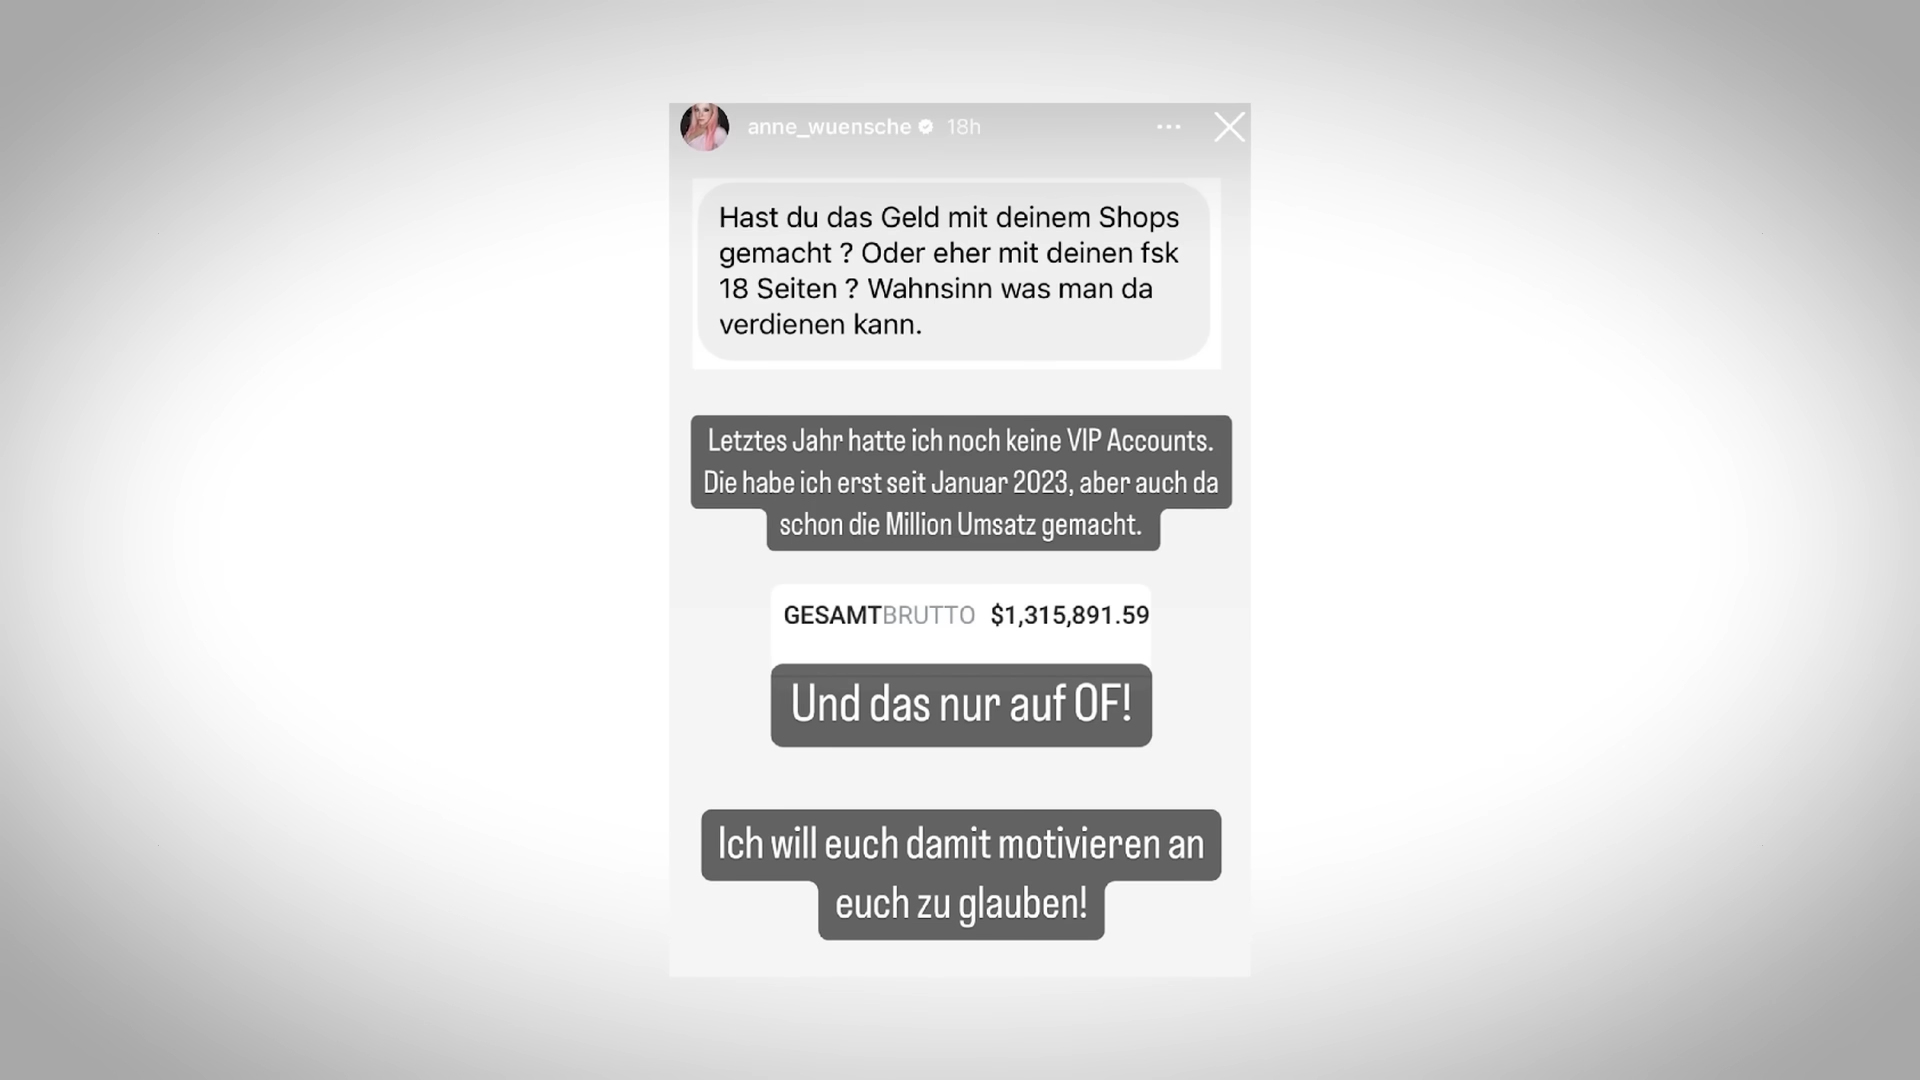 anne_wuensche 18h
Hast du das Geld mit deinem Shops
gemacht ? Oder eher mit deinen fsk
18 Seiten ? Wahnsinn was man da
verdienen kann.
Letztes Jahr hatte ich noch keine VIP Accounts.
Die habe ich erst seit Januar 2023, aber auch da
schon die Million Umsatz gemacht.
GESAMTBRUTTO $1,315,891.59
Und das nur auf OF!
Ich will euch damit motivieren an
euch zu glauben!